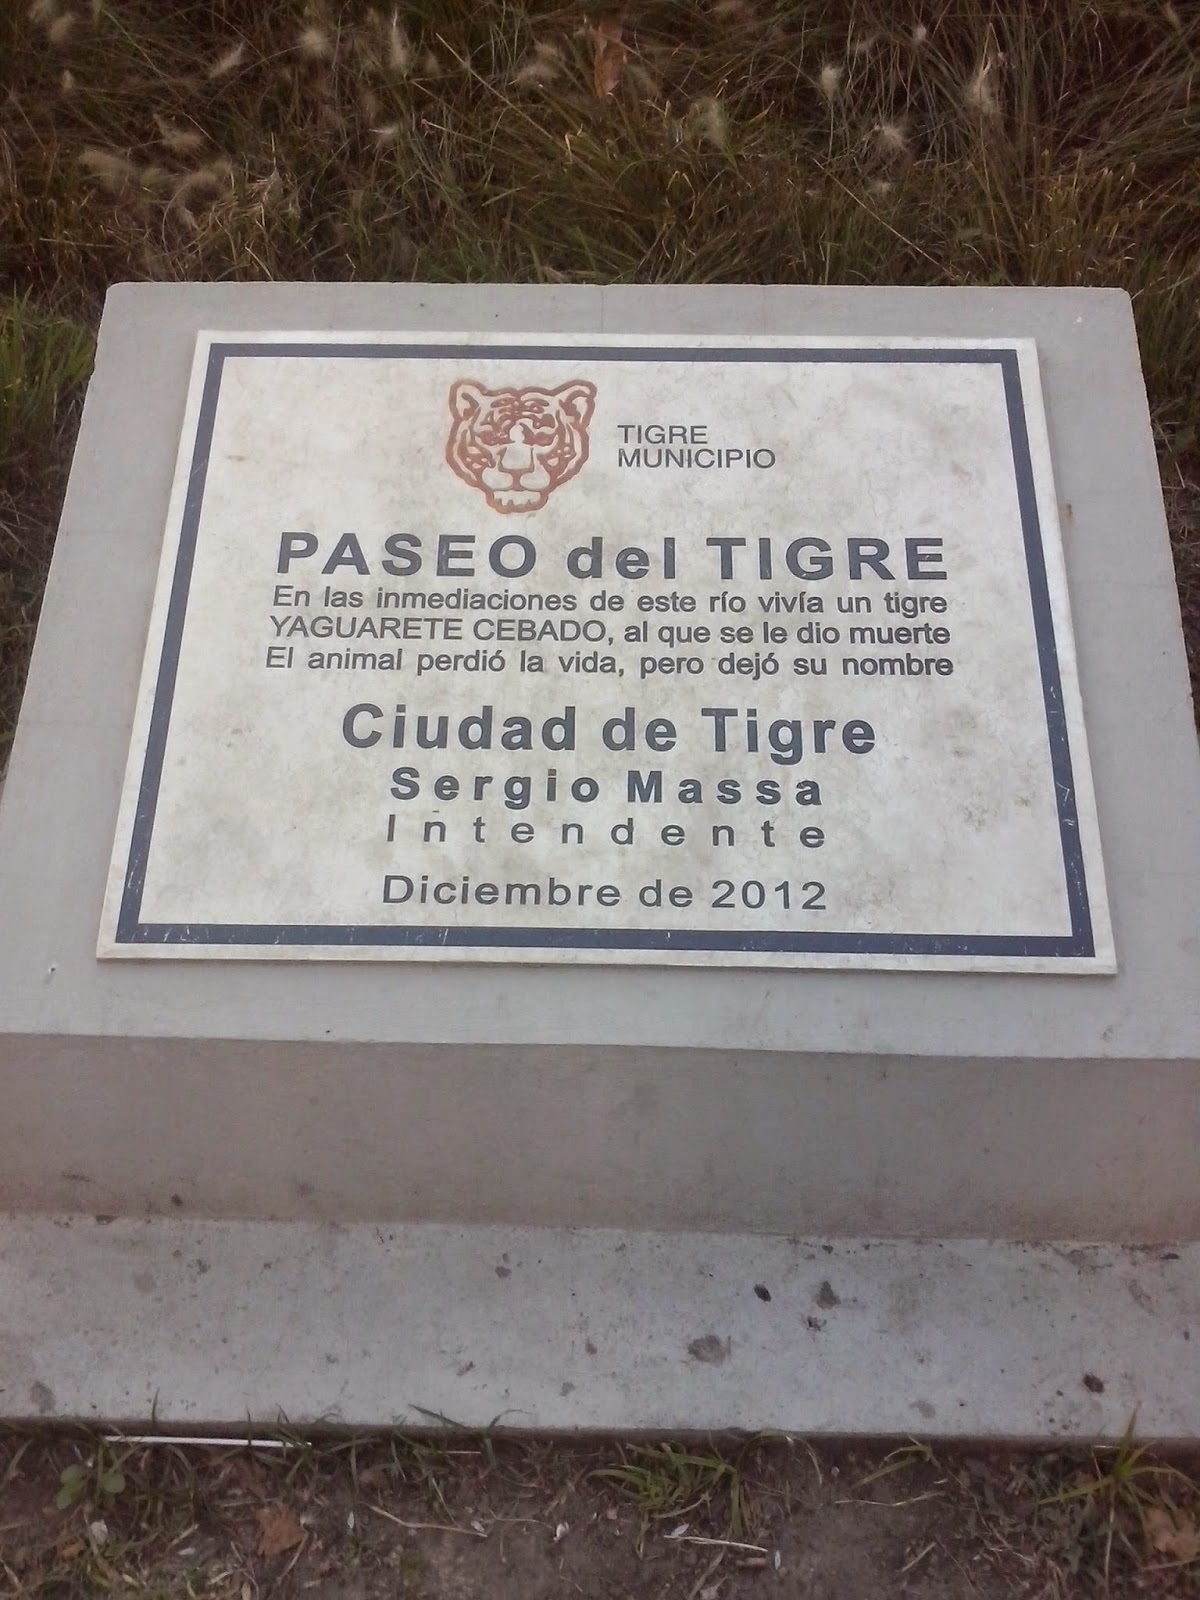 TIGRE
MUNICIPIO
PASEO del TIGRE
En las inmediaciones de este río vivía un tigre
YAGUARETE CEBADO, al que se le dio muerte
El animal perdió la vida, pero dejó su nombre
Ciudad de Tigre
Sergio Massa
Intendente
Diciembre de 2012